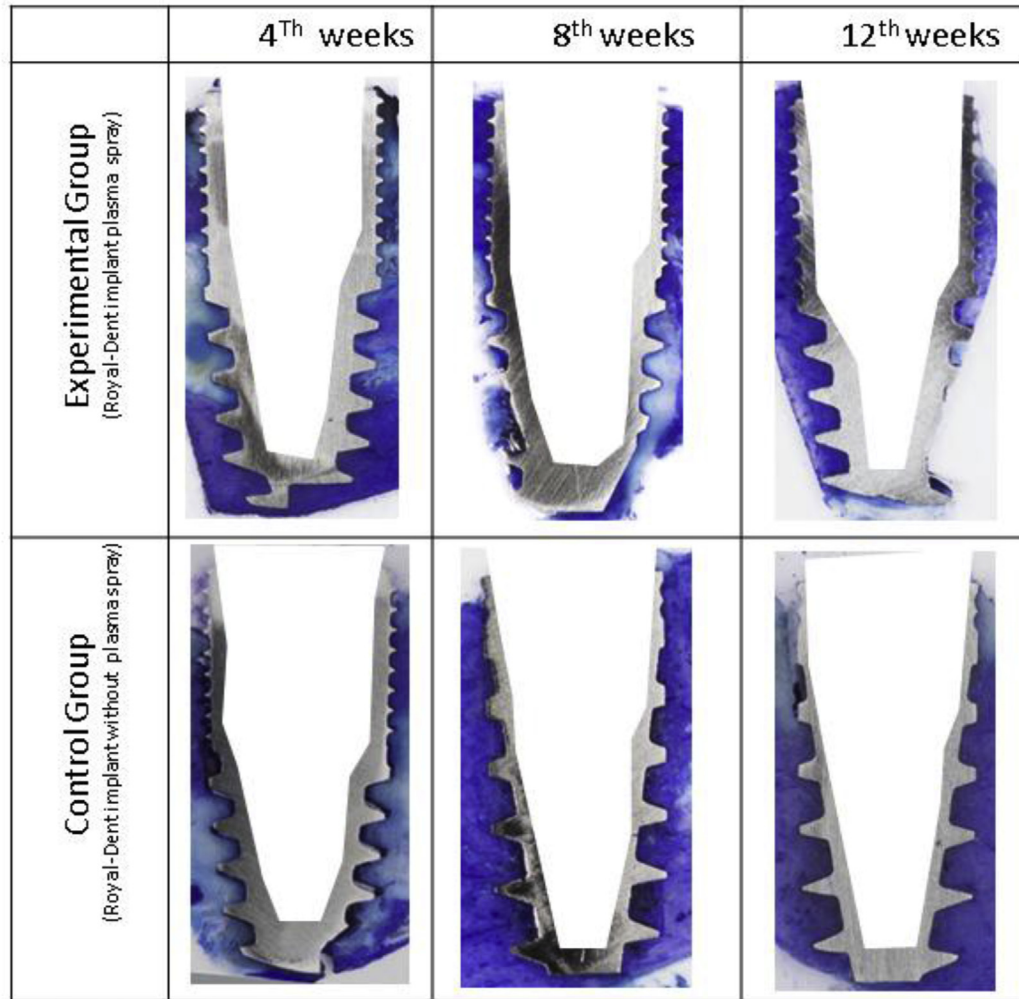 4Th weeks
8th weeks
12th weeks
Experimental Group
(Royal-Dent implant plasma spray)
Control Group
(Royal-Dent implant without plasma spray)